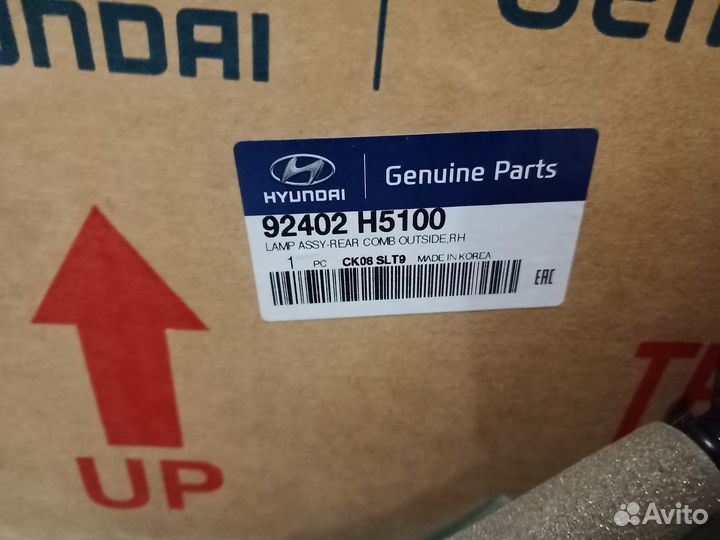 HYUNDAI
HYUNDAI
Genuine Parts
92402 H5100
LAMP ASSY-REAR COMB OUTSIDE,RH
1 PC CK08 SLT9 MADE IN KOREA
EAC
UP
Avito